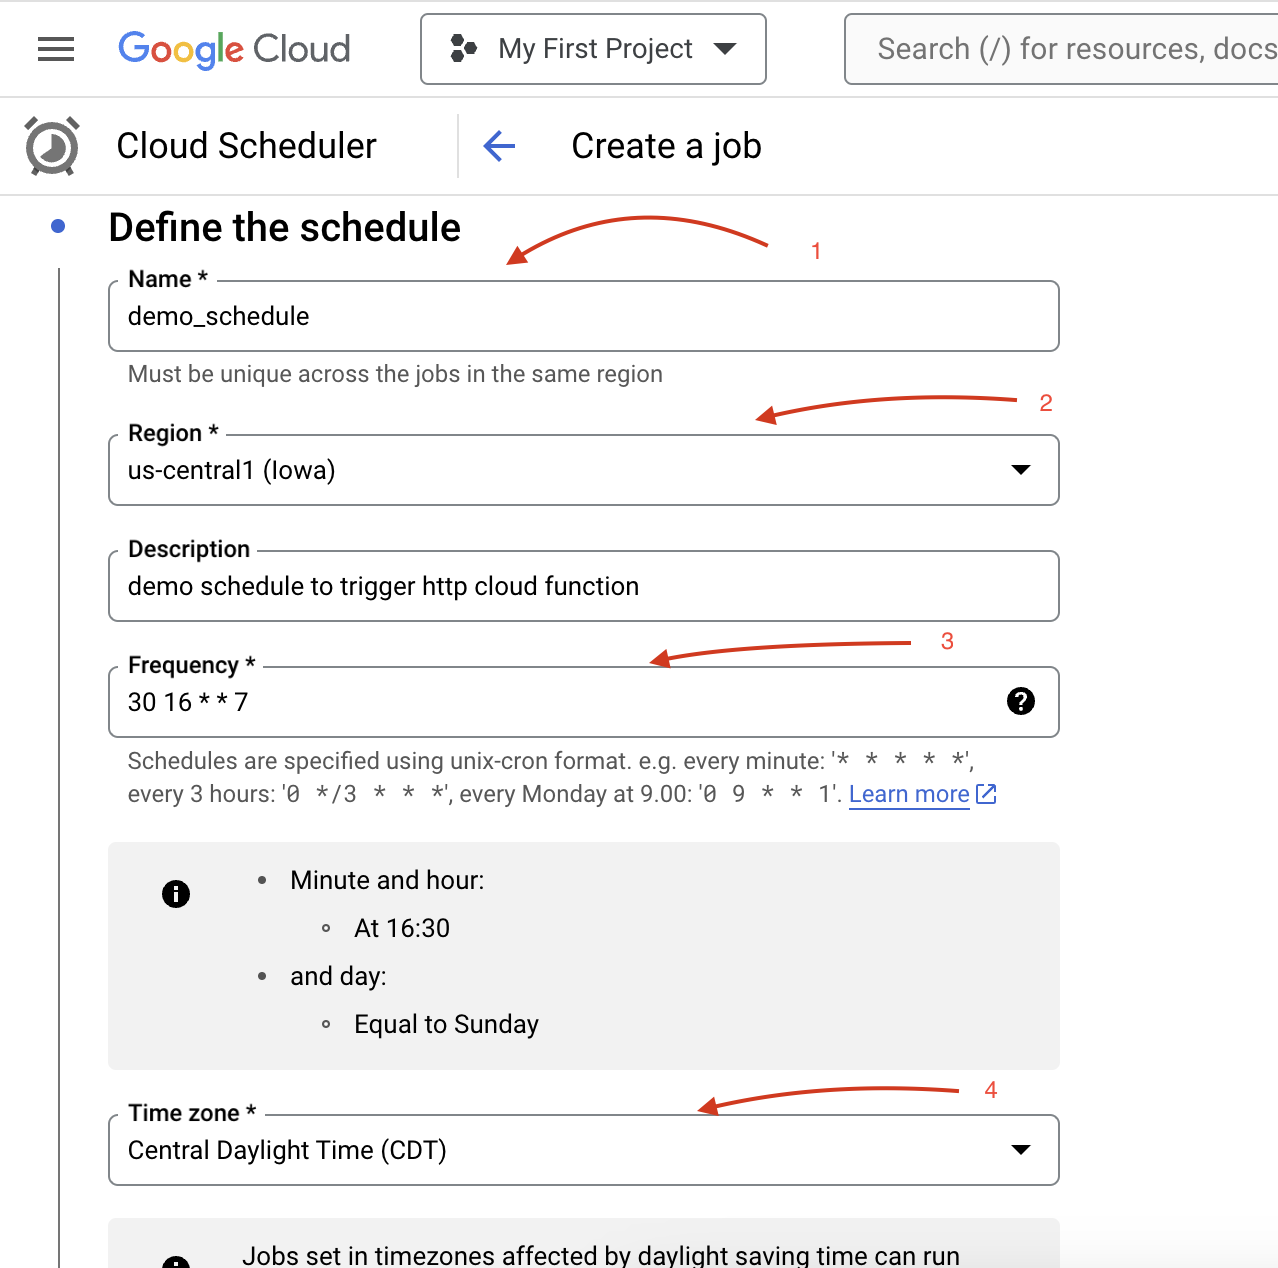 Google Cloud
My First Project
Search (/) for resources, docs
Cloud Scheduler
Create a job
Define the schedule
1
Name *
demo_schedule
Must be unique across the jobs in the same region
2
Region *
us-central1 (Iowa)
Description
demo schedule to trigger http cloud function
3
Frequency *
30 16 * * 7
Schedules are specified using unix-cron format. e.g. every minute: '* * * * *',
every 3 hours: '0 */3 * * *', every Monday at 9.00: '0 9 * * 1'. Learn more
Minute and hour:
At 16:30
and day:
Equal to Sunday
4
Time zone *
Central Daylight Time (CDT)
Jobs set in timezones affected by daylight saving time can run